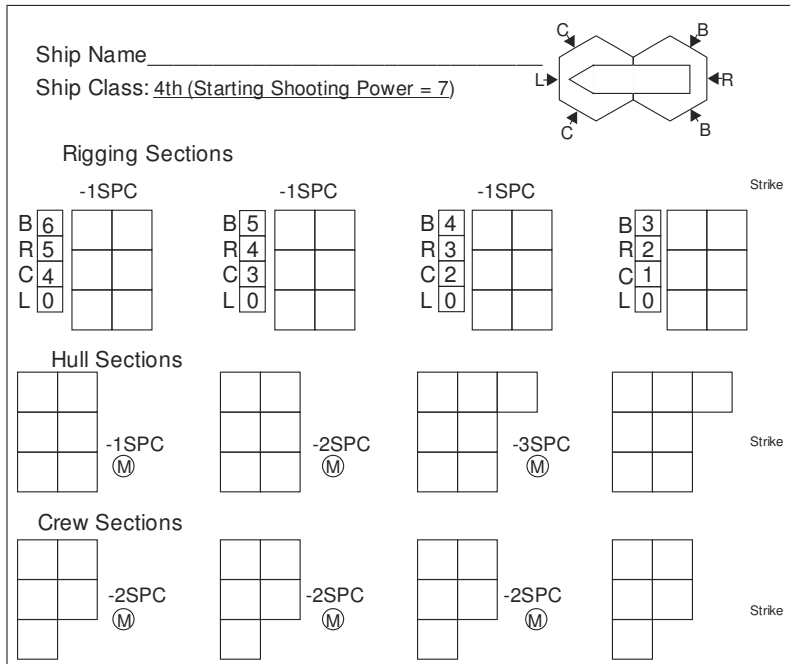 C B
Ship Name
L R
Ship Class: 4th (Starting Shooting Power = 7)
C B
Rigging Sections
-1SPC -1SPC -1SPC Strike
B 6 B 5 B 4 B 3
R 5 R 4 R 3 R 2
C 4 C 3 C 2 C 1
L 0 L 0 L 0 L 0
Hull Sections
-1SPC -2SPC -3SPC Strike
M M M
Crew Sections
-2SPC -2SPC -2SPC Strike
M M M